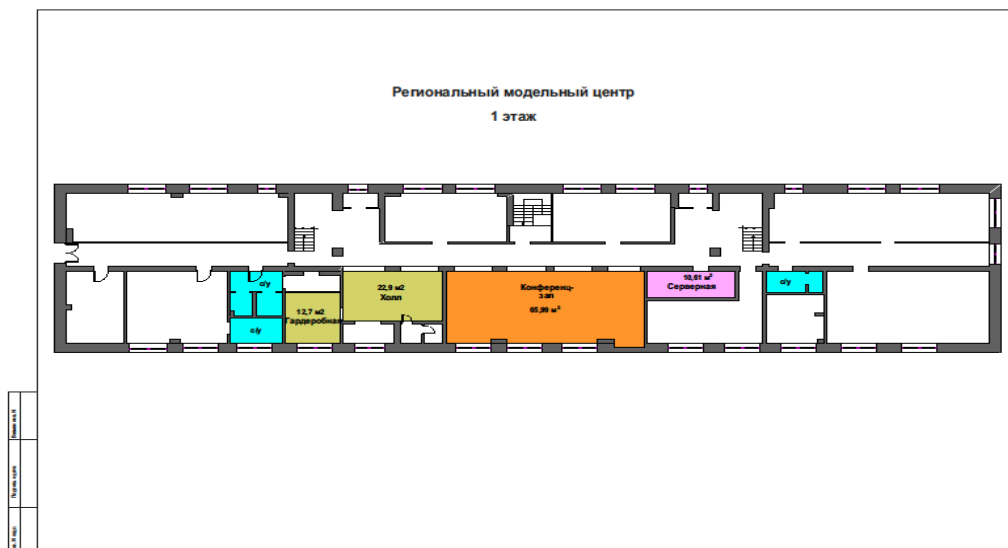 Региональный модельный центр
1 этаж
с/у
22,9 м2
Холл
12,7 м2
Гардеробная
с/у
Конференц-
зал
65,99 м²
10,61 м²
Серверная
с/у